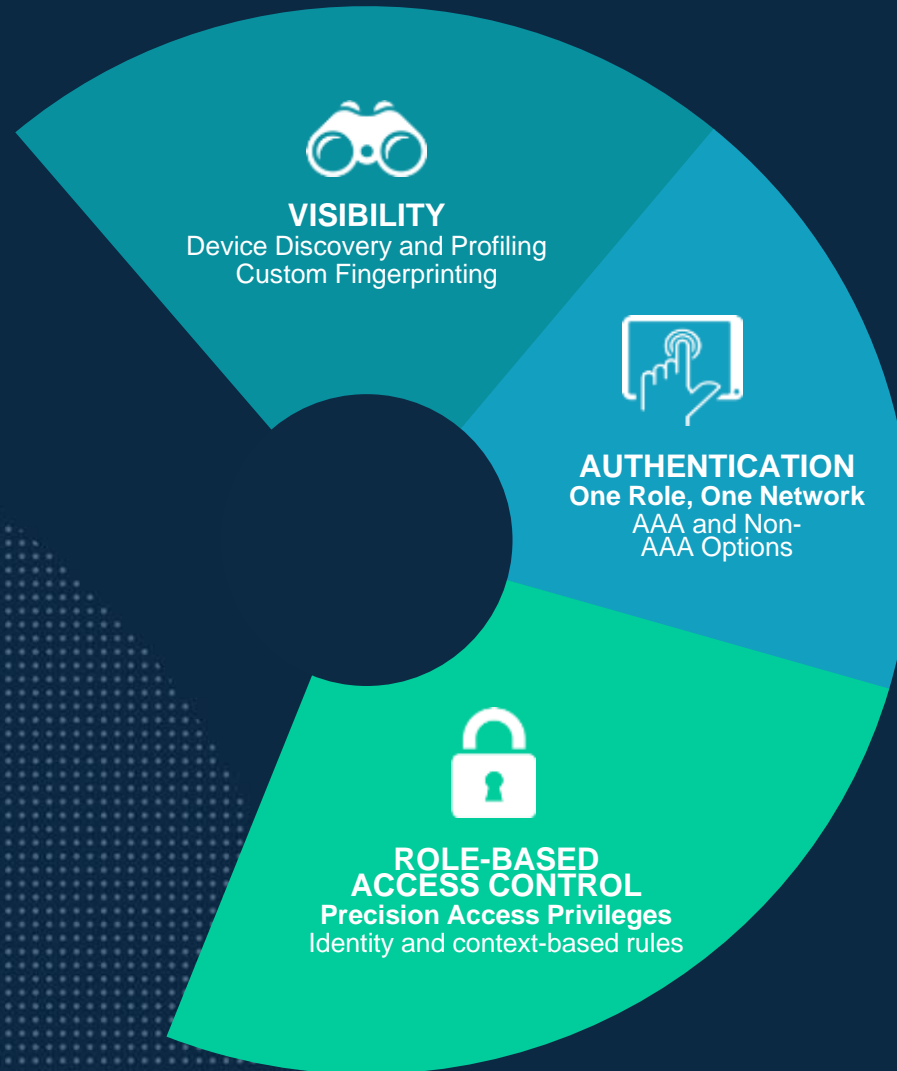 VISIBILITY
Device Discovery and Profiling
Custom Fingerprinting
AUTHENTICATION
One Role, One Network
AAA and Non-
AAA Options
ROLE-BASED
ACCESS CONTROL
Precision Access Privileges
Identity and context-based rules